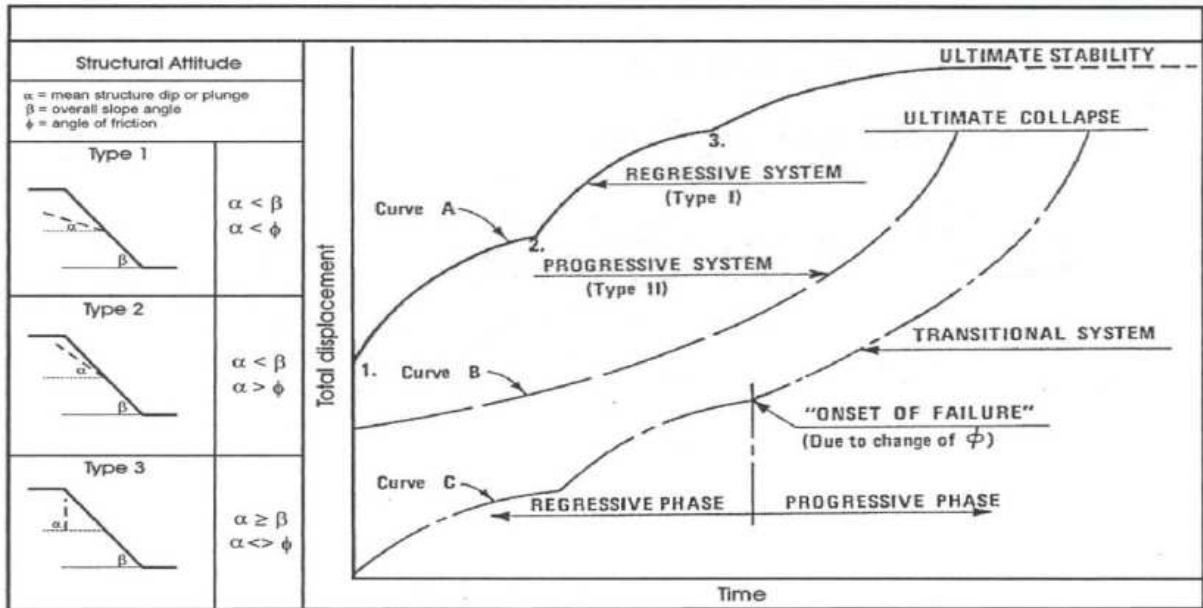 Structural Attitude
α = mean structure dip or plunge
β = overall slope angle
ϕ = angle of friction
Type 1
α
β
α < β
α < ϕ
Type 2
α
β
α < β
α > ϕ
Type 3
α
β
α ≥ β
α <> ϕ
Total displacement
ULTIMATE STABILITY
ULTIMATE COLLAPSE
3.
REGRESSIVE SYSTEM
(Type I)
Curve A
2.
PROGRESSIVE SYSTEM
(Type II)
TRANSITIONAL SYSTEM
1.
Curve B
"ONSET OF FAILURE"
(Due to change of ϕ)
Curve C
REGRESSIVE PHASE
PROGRESSIVE PHASE
Time